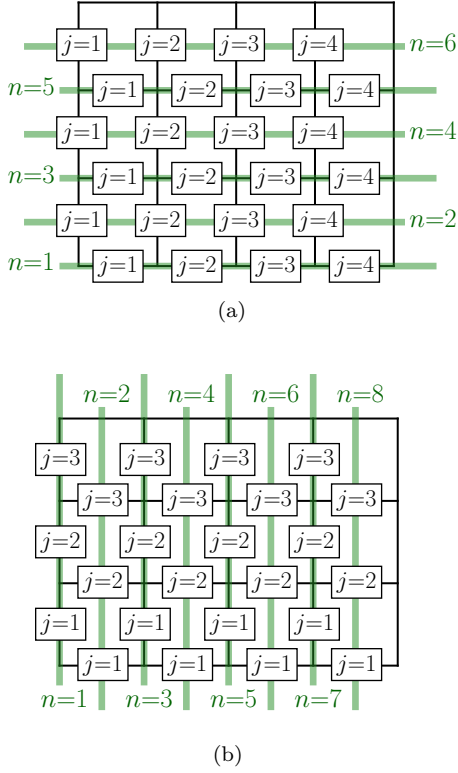 j=1 j=2 j=3 j=4 n=6
n=5 j=1 j=2 j=3 j=4
j=1 j=2 j=3 j=4 n=4
n=3 j=1 j=2 j=3 j=4
j=1 j=2 j=3 j=4 n=2
n=1 j=1 j=2 j=3 j=4
(a)
n=2 n=4 n=6 n=8
j=3 j=3 j=3 j=3
j=3 j=3 j=3 j=3
j=2 j=2 j=2 j=2
j=2 j=2 j=2 j=2
j=1 j=1 j=1 j=1
j=1 j=1 j=1 j=1
n=1 n=3 n=5 n=7
(b)